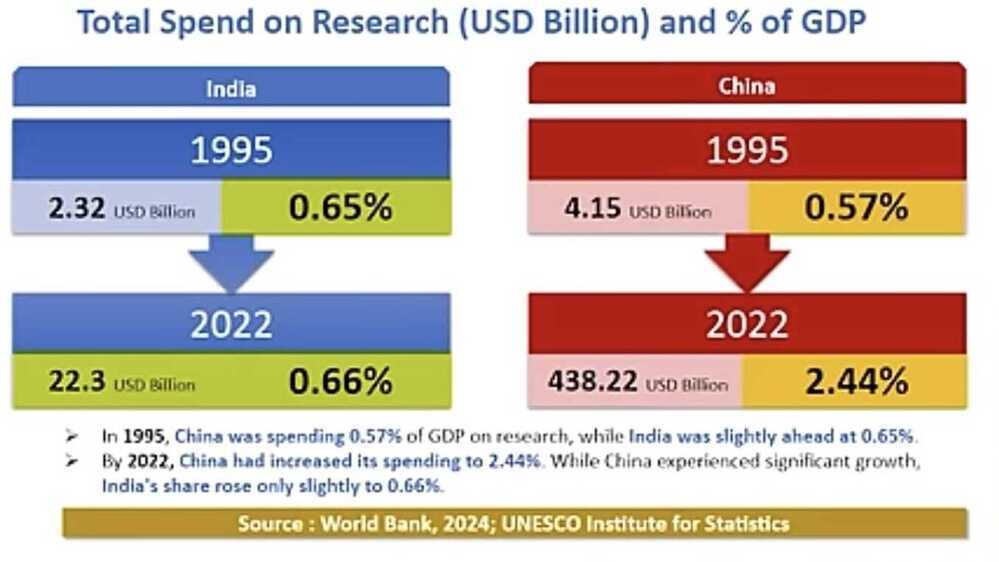 Total Spend on Research (USD Billion) and % of GDP
India
China
1995
1995
2.32 USD Billion 0.65%
4.15 USD Billion 0.57%
2022
2022
22.3 USD Billion 0.66%
438.22 USD Billion 2.44%
➢ In 1995, China was spending 0.57% of GDP on research, while India was slightly ahead at 0.65%.
➢ By 2022, China had increased its spending to 2.44%. While China experienced significant growth,
India's share rose only slightly to 0.66%.
Source : World Bank, 2024; UNESCO Institute for Statistics